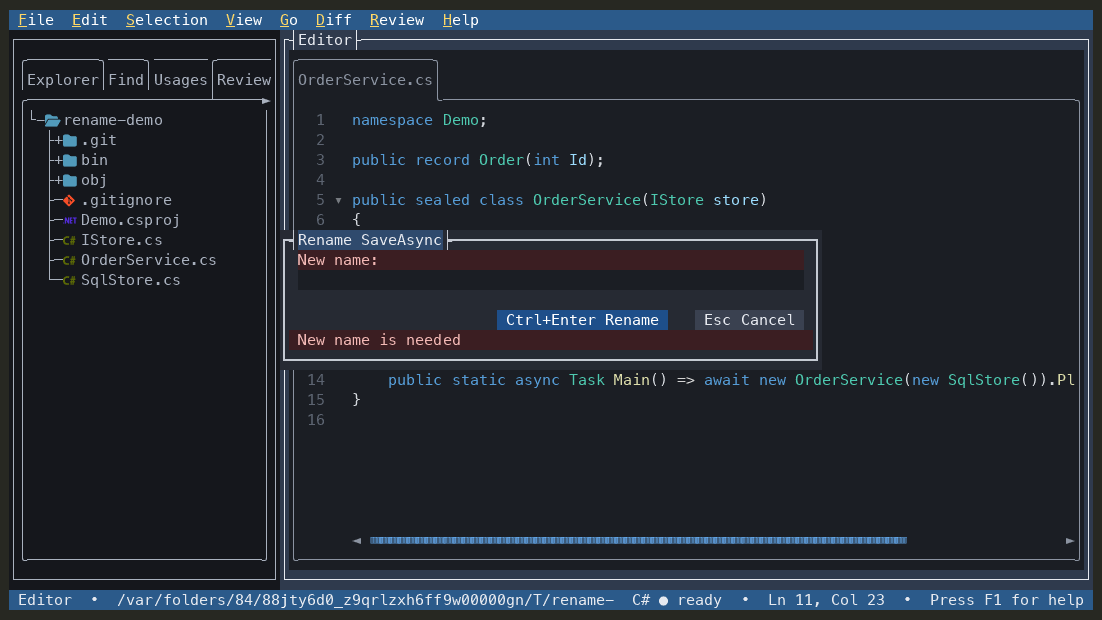 File Edit Selection View Go Diff Review Help
Editor
Explorer Find Usages Review
OrderService.cs
rename-demo
.git
bin
obj
.gitignore
Demo.csproj
IStore.cs
OrderService.cs
SqlStore.cs
1 namespace Demo;
2
3 public record Order(int Id);
4
5 public sealed class OrderService(IStore store)
6 {
Rename SaveAsync
New name:
Ctrl+Enter Rename Esc Cancel
New name is needed
14 public static async Task Main() => await new OrderService(new SqlStore()).Pl
15 }
16
Editor • /var/folders/84/88jty6d0_z9qrlzxh6ff9w00000gn/T/rename- C# ● ready • Ln 11, Col 23 • Press F1 for help